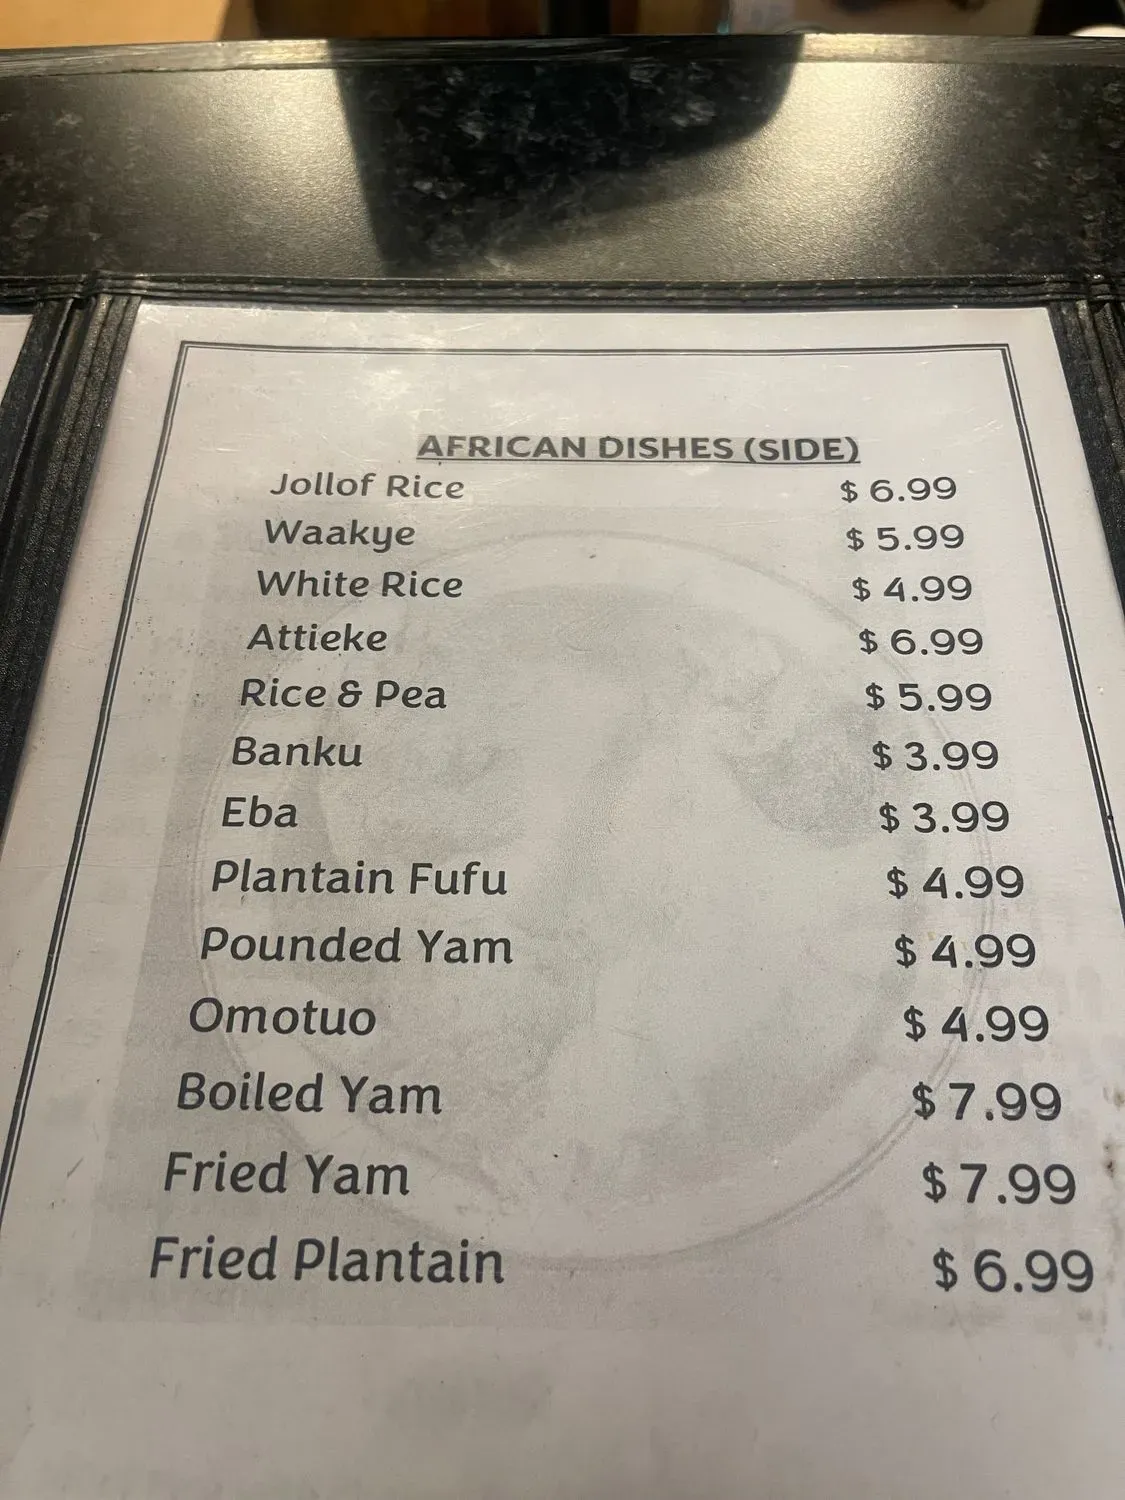 AFRICAN DISHES (SIDE)
Jollof Rice $ 6.99
Waakye $ 5.99
White Rice $ 4.99
Attieke $ 6.99
Rice & Pea $ 5.99
Banku $ 3.99
Eba $ 3.99
Plantain Fufu $ 4.99
Pounded Yam $ 4.99
Omotuo $ 4.99
Boiled Yam $ 7.99
Fried Yam $ 7.99
Fried Plantain $ 6.99